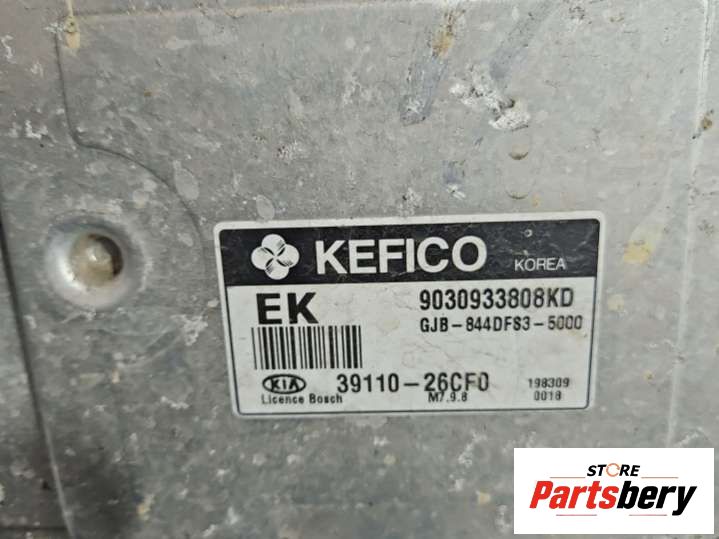 KEFICO KOREA
EK 9030933808KD
GJB-844DFS3-5000
KIA 39110-26CF0 198309
Licence Bosch M7.9.8 0018
STORE
Partsbery